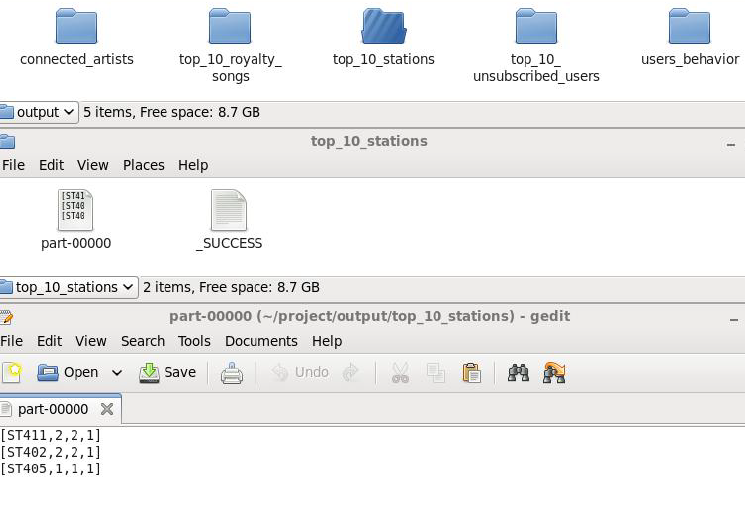 connected_artists
top_10_royalty_
songs
top_10_stations
top_10_
unsubscribed_users
users_behavior
output 5 items, Free space: 8.7 GB
top_10_stations
File Edit View Places Help
[ST41
[ST40
[ST40
part-00000
_SUCCESS
top_10_stations 2 items, Free space: 8.7 GB
part-00000 (~/project/output/top_10_stations) - gedit
File Edit View Search Tools Documents Help
Open Save Undo
part-00000
[ST411,2,2,1]
[ST402,2,2,1]
[ST405,1,1,1]